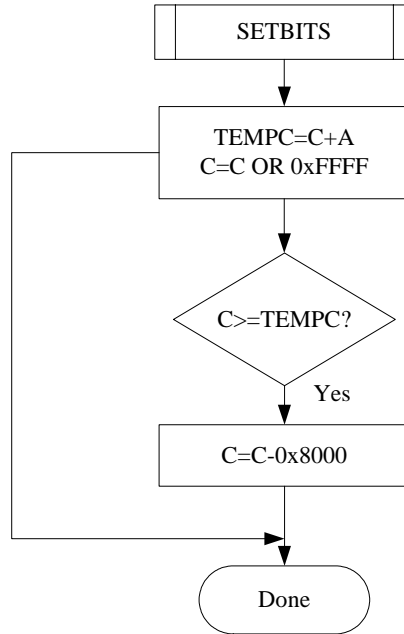 SETBITS
TEMPC=C+A
C=C OR 0xFFFF
C>=TEMPC?
Yes
C=C-0x8000
Done